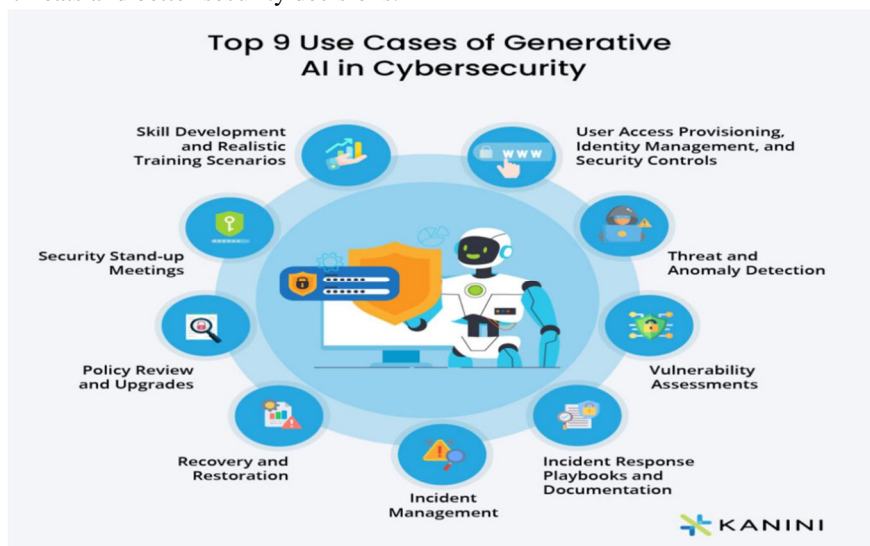 Top 9 Use Cases of Generative
AI in Cybersecurity
Skill Development
and Realistic
Training Scenarios
User Access Provisioning,
Identity Management, and
Security Controls
www
Security Stand-up
Meetings
Threat and
Anomaly Detection
Policy Review
and Upgrades
Vulnerability
Assessments
Recovery and
Restoration
Incident
Management
Incident Response
Playbooks and
Documentation
KANINI